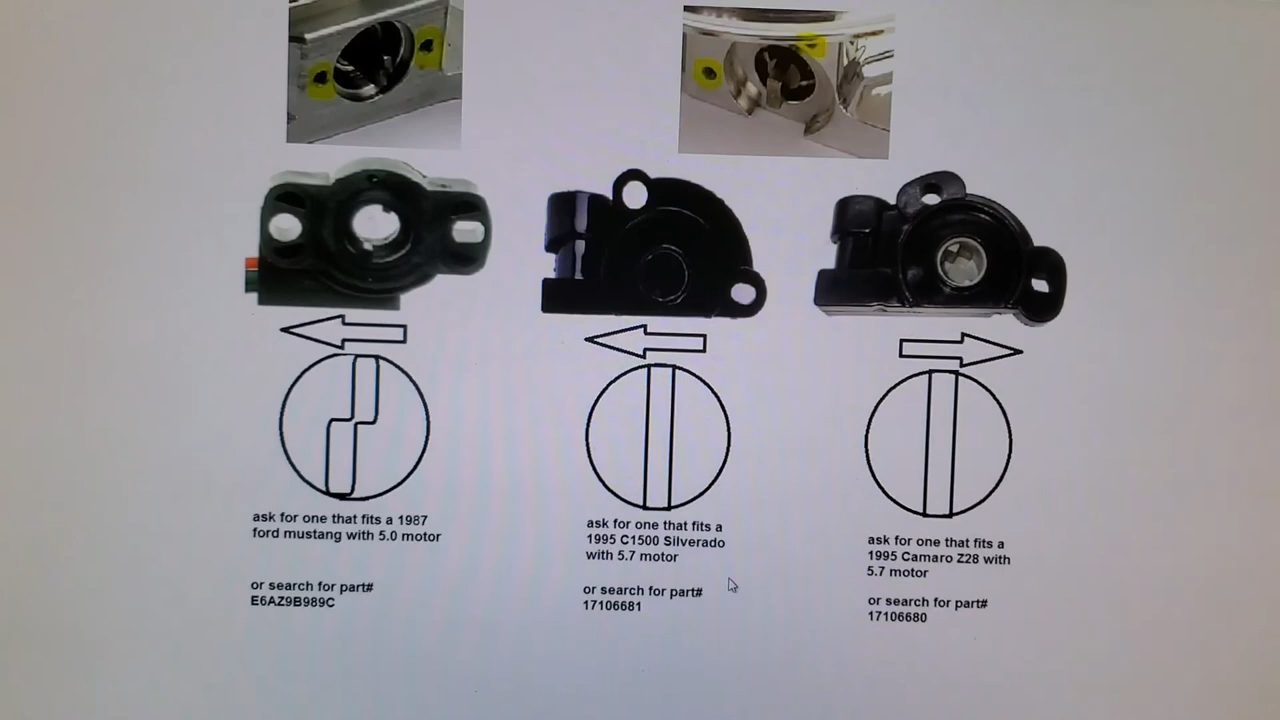 ask for one that fits a 1987
ford mustang with 5.0 motor
or search for part#
E6AZ9B989C
ask for one that fits a
1995 C1500 Silverado
with 5.7 motor
or search for part#
17106681
ask for one that fits a
1995 Camaro Z28 with
5.7 motor
or search for part#
17106680